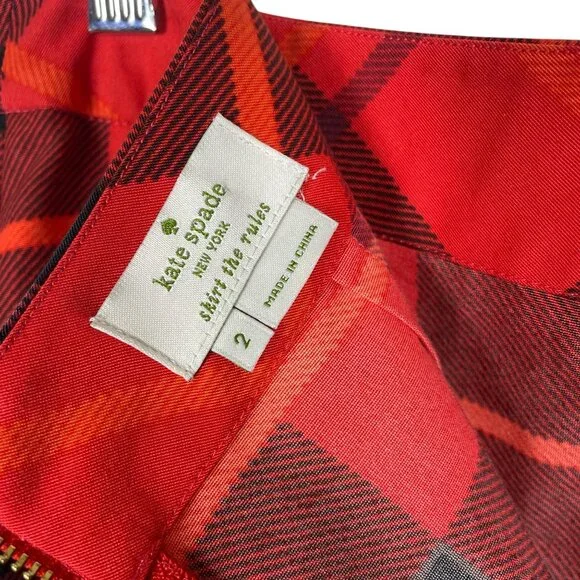 kate spade
NEW YORK
skirt the rules
2
MADE IN CHINA